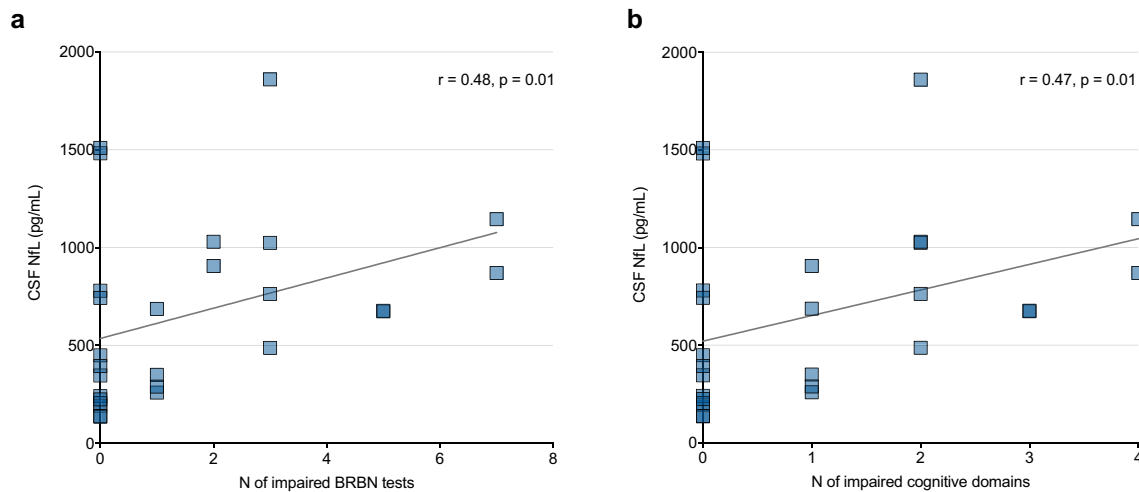 a
2000
r = 0.48, p = 0.01
1500
1000
500
0
CSF NfL (pg/mL)
0 2 4 6 8
N of impaired BRBN tests
b
2000
r = 0.47, p = 0.01
1500
1000
500
0
CSF NfL (pg/mL)
0 1 2 3 4
N of impaired cognitive domains